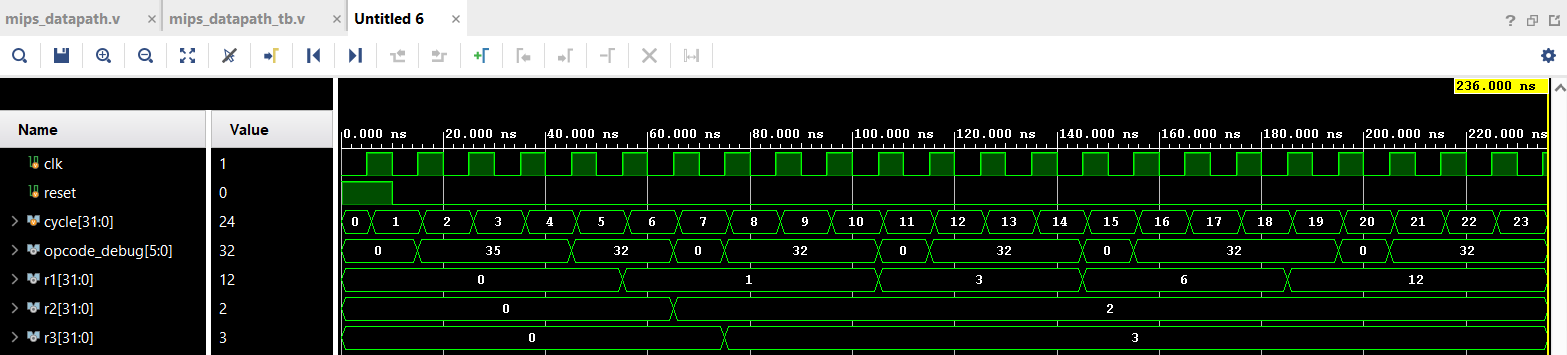 mips_datapath.v × mips_datapath_tb.v × Untitled 6 × ?
236.000 ns
Name Value 0.000 ns 20.000 ns 40.000 ns 60.000 ns 80.000 ns 100.000 ns 120.000 ns 140.000 ns 160.000 ns 180.000 ns 200.000 ns 220.000 ns
clk 1
reset 0
cycle[31:0] 24 0 1 2 3 4 5 6 7 8 9 10 11 12 13 14 15 16 17 18 19 20 21 22 23
opcode_debug[5:0] 32 0 35 32 0 32 0 32 0 32 0 32
r1[31:0] 12 0 1 3 6 12
r2[31:0] 2 0 2
r3[31:0] 3 0 3